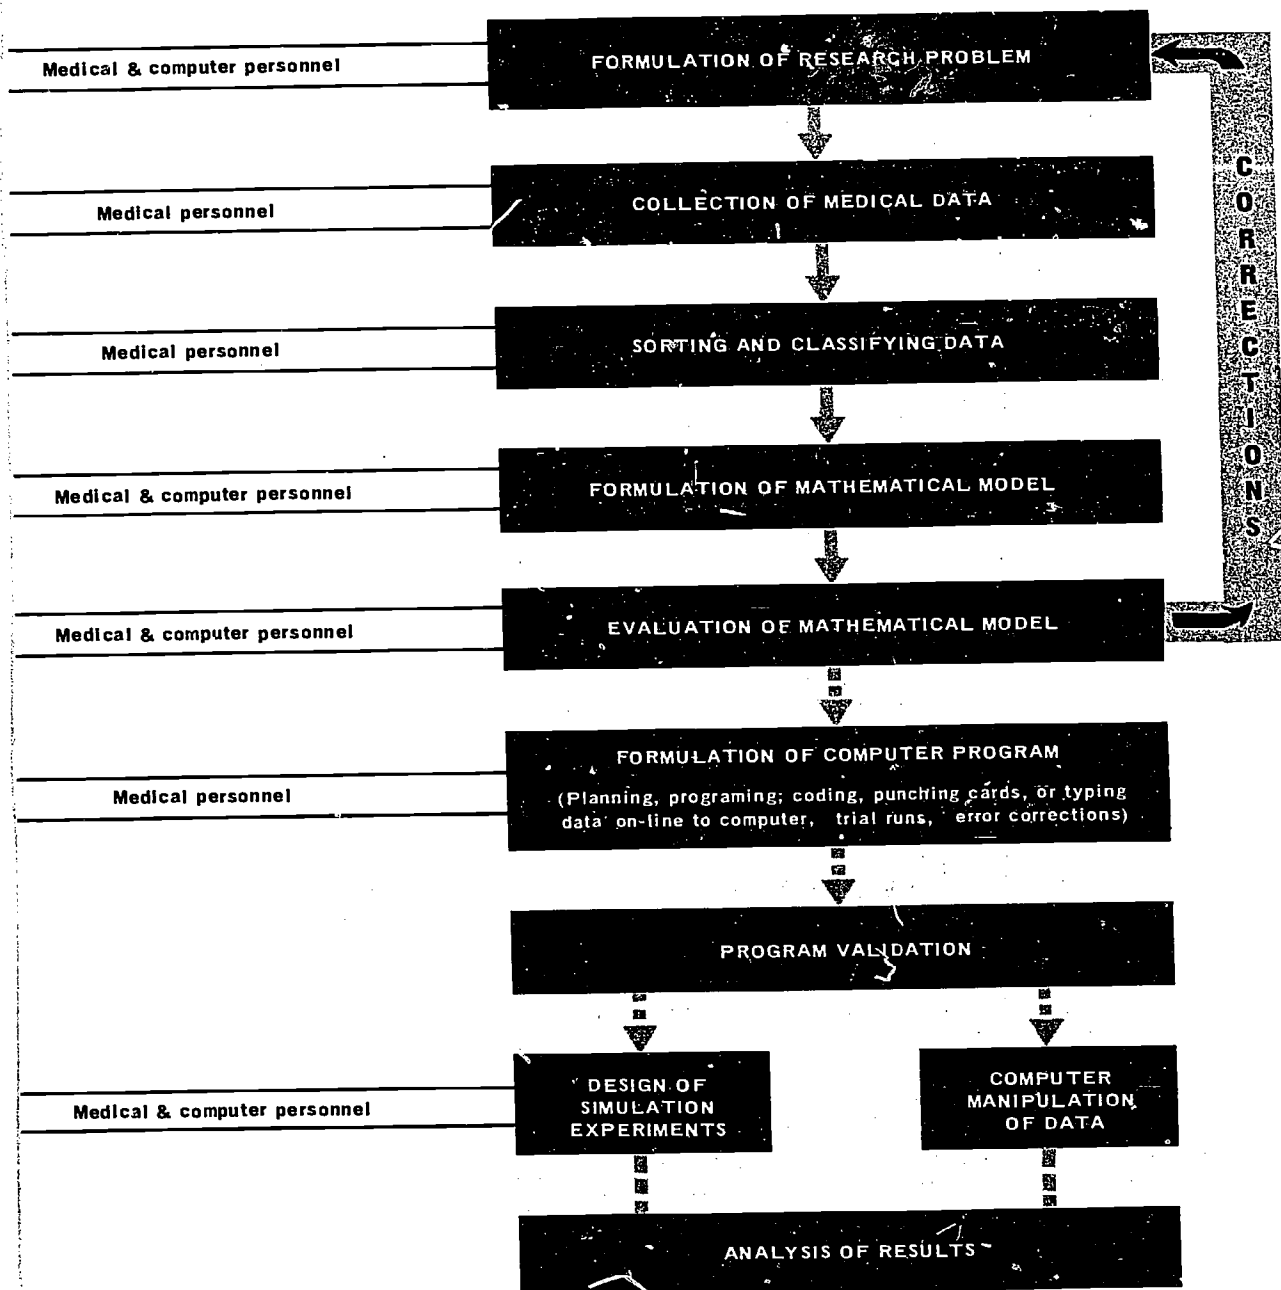 Medical & computer personnel
FORMULATION OF RESEARCH PROBLEM
Medical personnel
COLLECTION OF MEDICAL DATA
Medical personnel
SORTING AND CLASSIFYING DATA
Medical & computer personnel
FORMULATION OF MATHEMATICAL MODEL
Medical & computer personnel
EVALUATION OF MATHEMATICAL MODEL
CORRECTIONS
FORMULATION OF COMPUTER PROGRAM
Medical personnel
(Planning, programing; coding, punching cards, or typing
data on-line to computer, trial runs, error corrections)
PROGRAM VALIDATION
Medical & computer personnel
DESIGN OF
SIMULATION
EXPERIMENTS
COMPUTER
MANIPULATION
OF DATA
ANALYSIS OF RESULTS